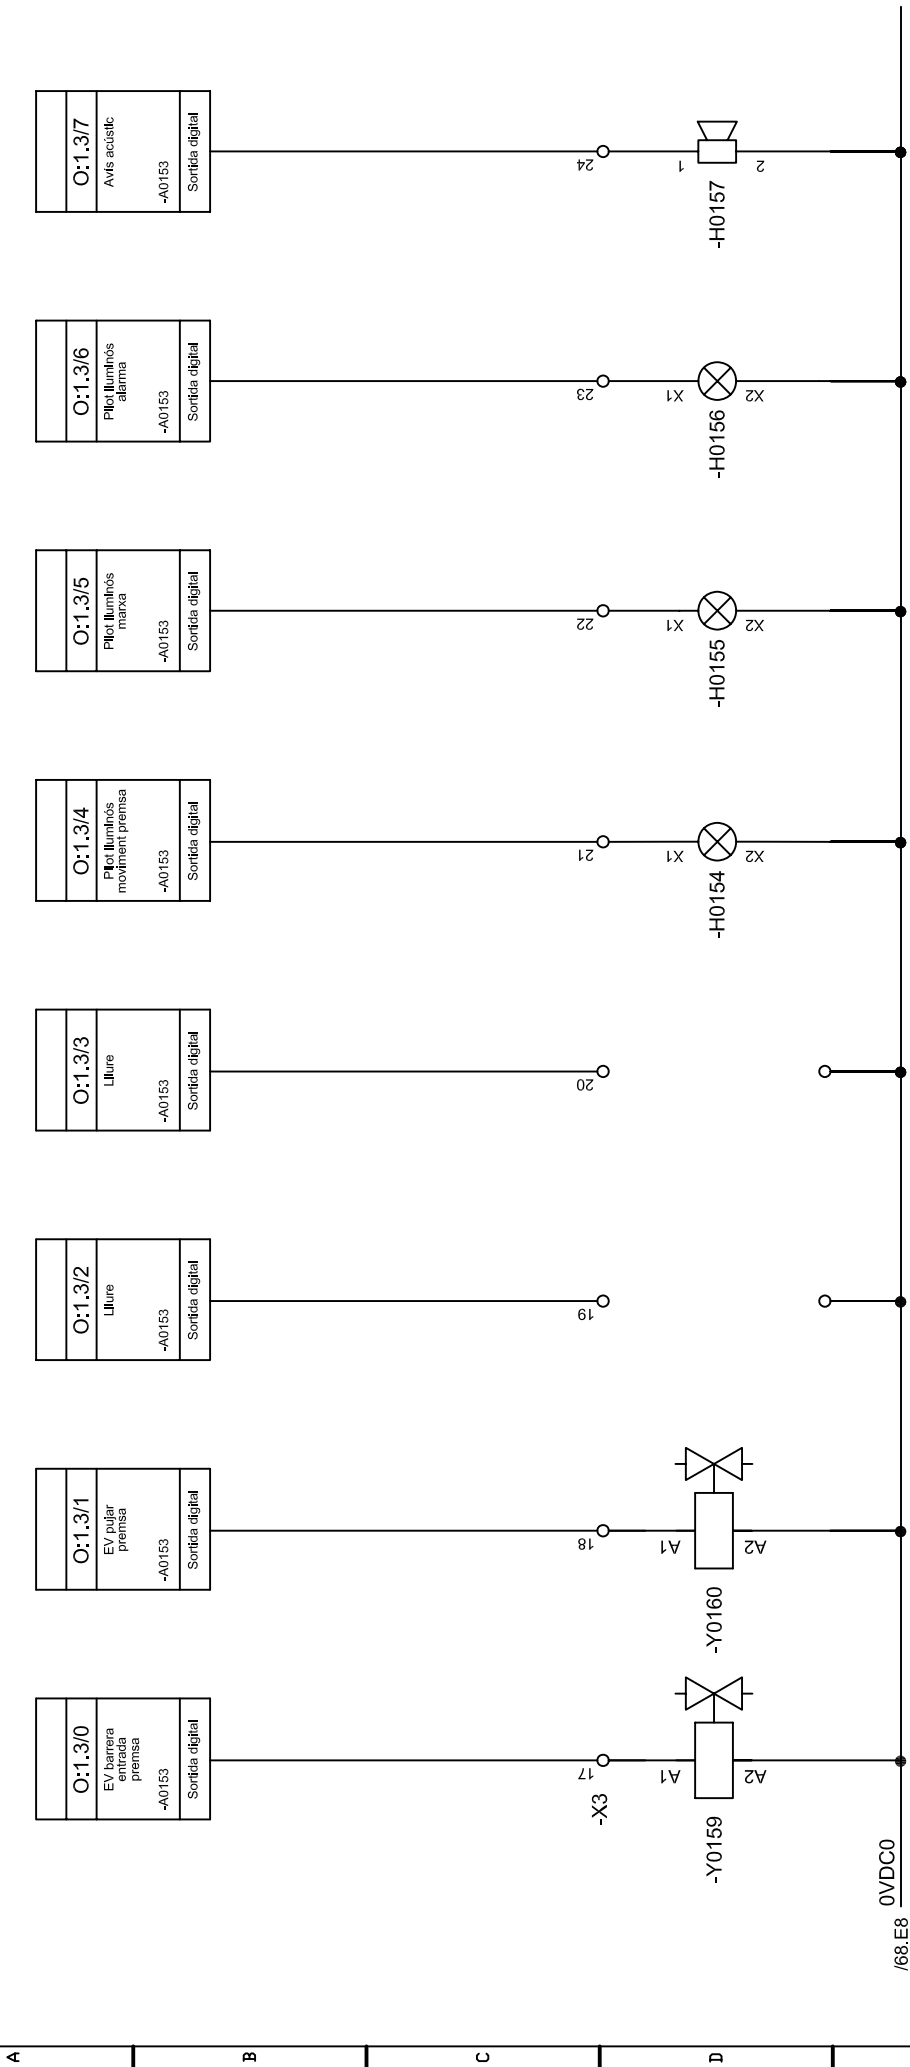 O:1.3/0
EV barrera
entrada
premsa
-A0153
Sortida digital
O:1.3/1
EV pujar
premsa
-A0153
Sortida digital
O:1.3/2
Lliure
-A0153
Sortida digital
O:1.3/3
Lliure
-A0153
Sortida digital
O:1.3/4
Pilot lluminós
moviment premsa
-A0153
Sortida digital
O:1.3/5
Pilot lluminós
marxa
-A0153
Sortida digital
O:1.3/6
Pilot lluminós
alarma
-A0153
Sortida digital
O:1.3/7
Avís acústic
-A0153
Sortida digital
-X3
17
18
19
20
21
22
23
24
-Y0159
A1
A2
-Y0160
A1
A2
-H0154
X1
X2
-H0155
X1
X2
-H0156
X1
X2
-H0157
1
2
/68.E8
0VDC0
A
B
C
D